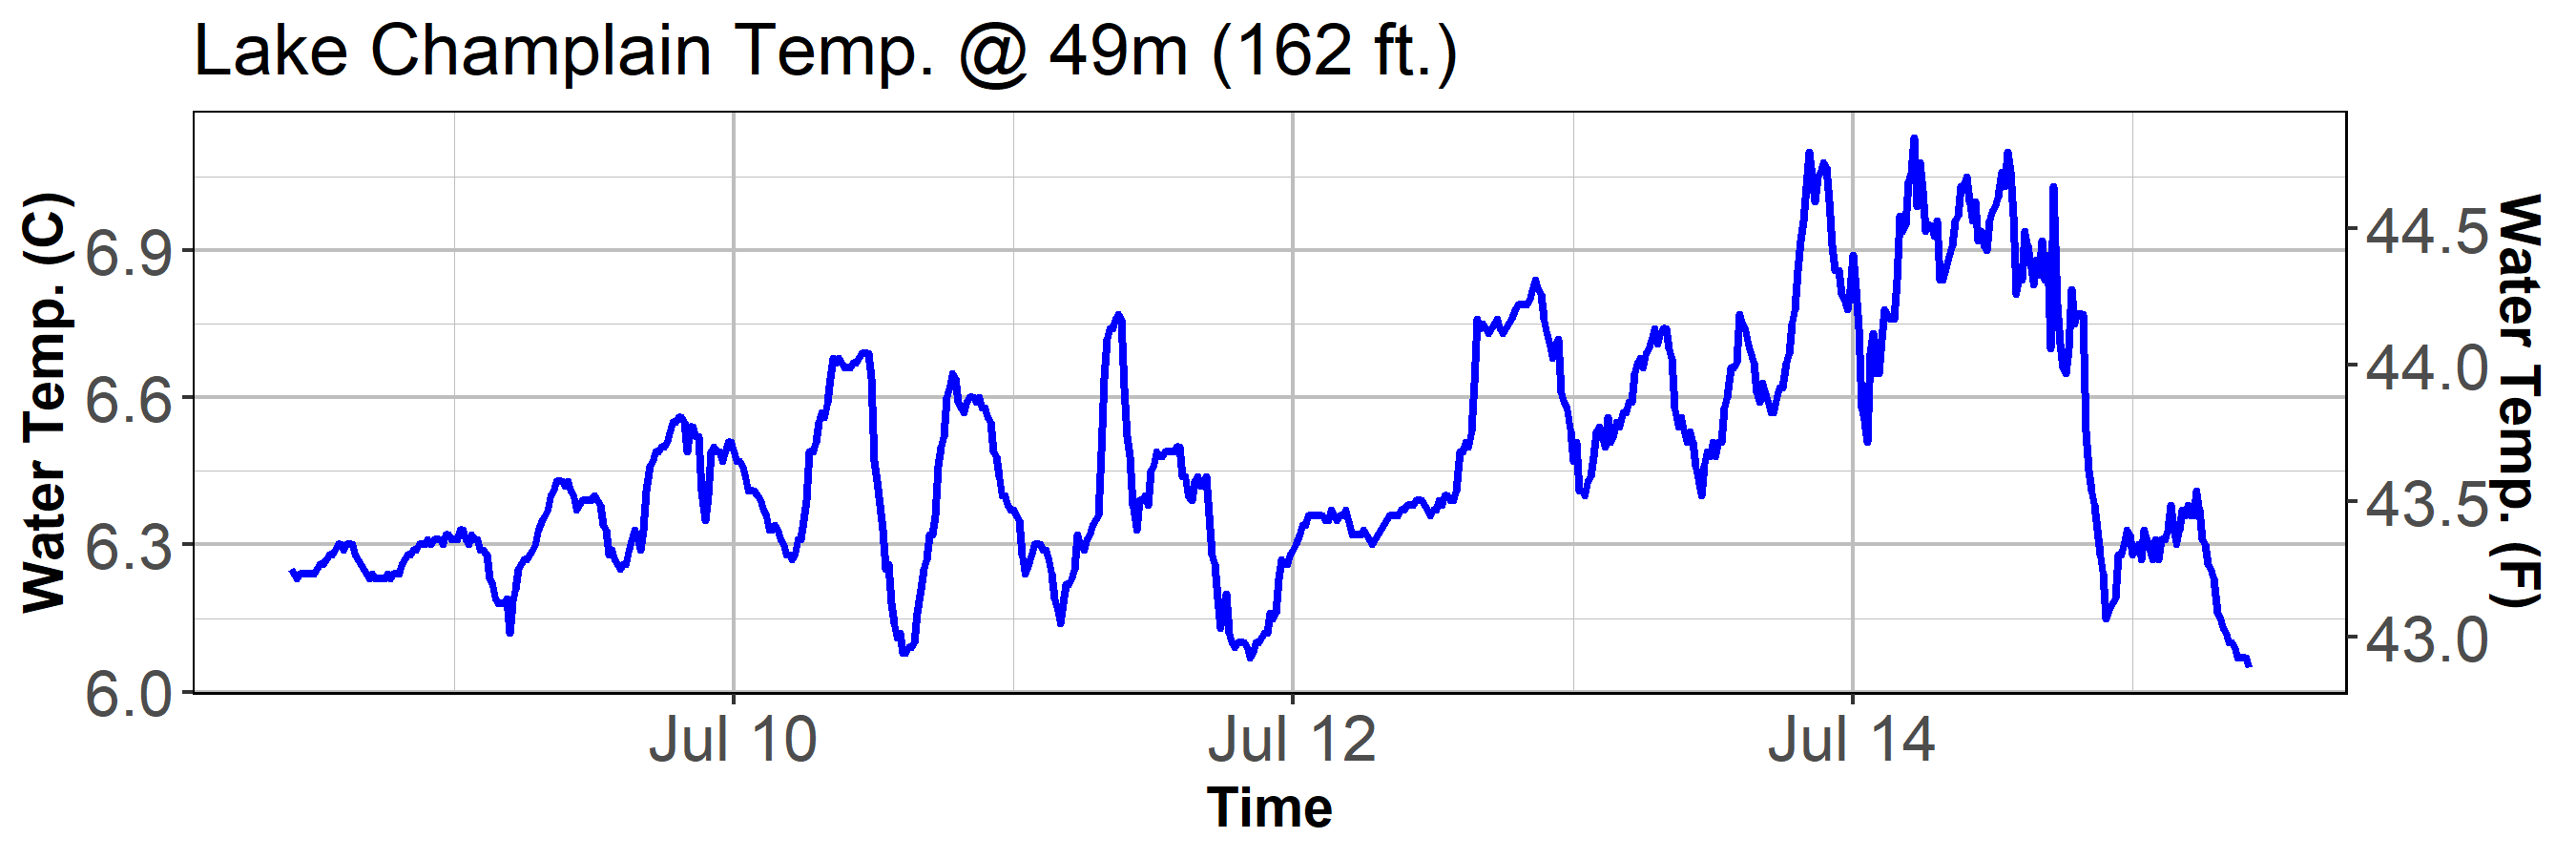 Lake Champlain Temp. @ 49m (162 ft.)
Water Temp. (C)
6.9
6.6
6.3
6.0
44.5
44.0
43.5
43.0
Water Temp. (F)
Jul 10 Jul 12 Jul 14
Time